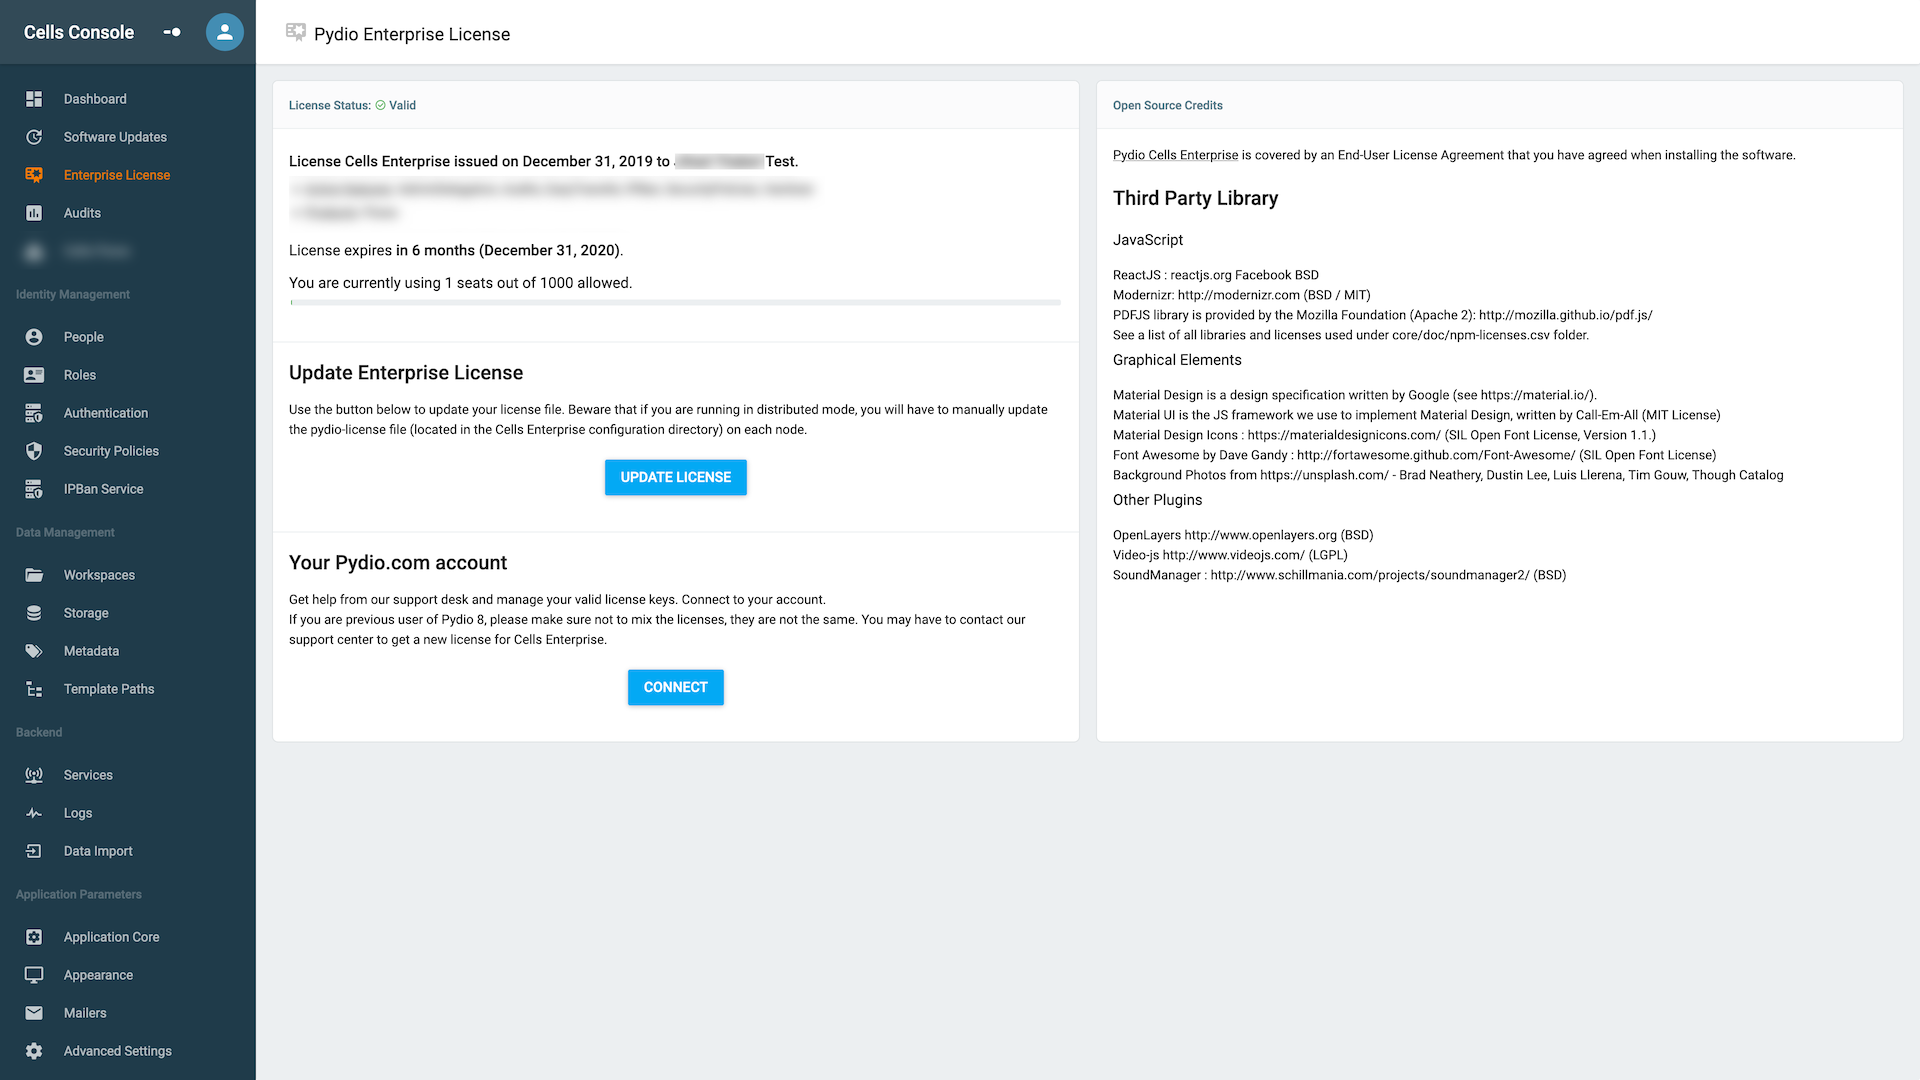 Cells Console
Dashboard
Software Updates
Enterprise License
Audits
Identity Management
People
Roles
Authentication
Security Policies
IPBan Service
Data Management
Workspaces
Storage
Metadata
Template Paths
Backend
Services
Logs
Data Import
Application Parameters
Application Core
Appearance
Mailers
Advanced Settings
Pydio Enterprise License
License Status: Valid
License Cells Enterprise issued on December 31, 2019 to Test.
License expires in 6 months (December 31, 2020).
You are currently using 1 seats out of 1000 allowed.
Update Enterprise License
Use the button below to update your license file. Beware that if you are running in distributed mode, you will have to manually update
the pydio-license file (located in the Cells Enterprise configuration directory) on each node.
UPDATE LICENSE
Your Pydio.com account
Get help from our support desk and manage your valid license keys. Connect to your account.
If you are previous user of Pydio 8, please make sure not to mix the licenses, they are not the same. You may have to contact our
support center to get a new license for Cells Enterprise.
CONNECT
Open Source Credits
Pydio Cells Enterprise is covered by an End-User License Agreement that you have agreed when installing the software.
Third Party Library
JavaScript
ReactJS : reactjs.org Facebook BSD
Modernizr: http://modernizr.com (BSD / MIT)
PDFJS library is provided by the Mozilla Foundation (Apache 2): http://mozilla.github.io/pdf.js/
See a list of all libraries and licenses used under core/doc/npm-licenses.csv folder.
Graphical Elements
Material Design is a design specification written by Google (see https://material.io/).
Material UI is the JS framework we use to implement Material Design, written by Call-Em-All (MIT License)
Material Design Icons : https://materialdesignicons.com/ (SIL Open Font License, Version 1.1.)
Font Awesome by Dave Gandy : http://fortawesome.github.com/Font-Awesome/ (SIL Open Font License)
Background Photos from https://unsplash.com/ - Brad Neathery, Dustin Lee, Luis Llerena, Tim Gouw, Though Catalog
Other Plugins
OpenLayers http://www.openlayers.org (BSD)
Video-js http://www.videojs.com/ (LGPL)
SoundManager : http://www.schillmania.com/projects/soundmanager2/ (BSD)